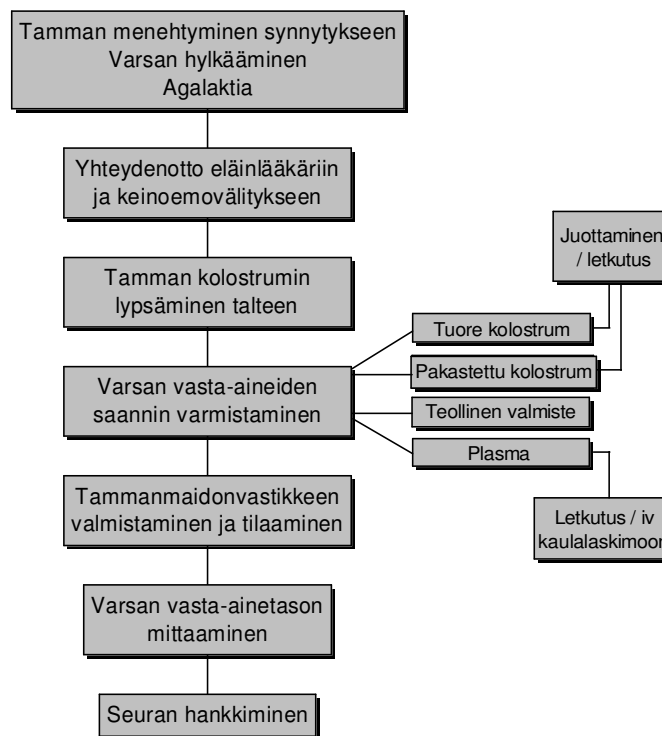 Tamman menehtyminen synnytykseen
Varsan hylkääminen
Agalaktia
Yhteydenotto eläinlääkäriin
ja keinoemovälitykseen
Tamman kolostrumin
lypsäminen talteen
Varsan vasta-aineiden
saannin varmistaminen
Juottaminen
/ letkutus
Tuore kolostrum
Pakastettu kolostrum
Teollinen valmiste
Plasma
Letkutus / iv
kaulalaskimoon
Tammanmaidonvastikkeen
valmistaminen ja tilaaminen
Varsan vasta-ainetason
mittaaminen
Seuran hankkiminen